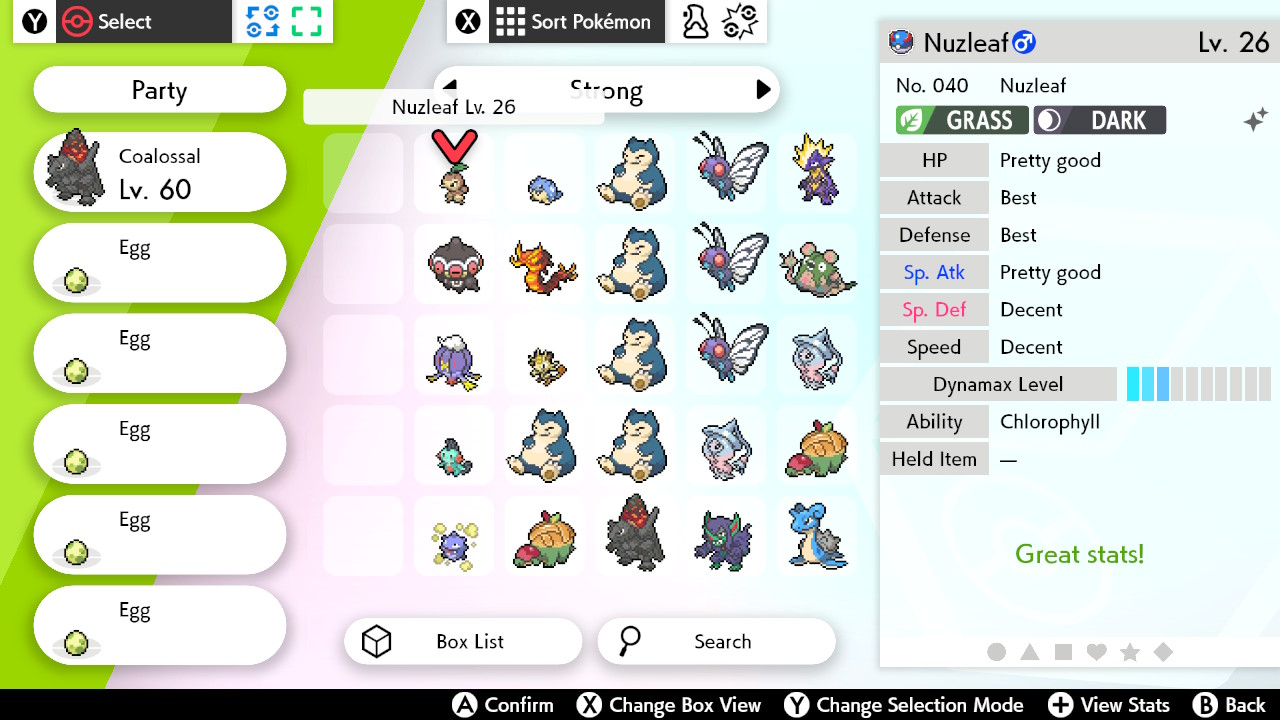 Y Select
X Sort Pokémon
Party
Strong
Nuzleaf Lv. 26
Coalossal
Lv. 60
Egg
Egg
Egg
Egg
Egg
Box List
Search
Nuzleaf♂ Lv. 26
No. 040 Nuzleaf
GRASS DARK
HP Pretty good
Attack Best
Defense Best
Sp. Atk Pretty good
Sp. Def Decent
Speed Decent
Dynamax Level
Ability Chlorophyll
Held Item —
Great stats!
A Confirm X Change Box View Y Change Selection Mode + View Stats B Back